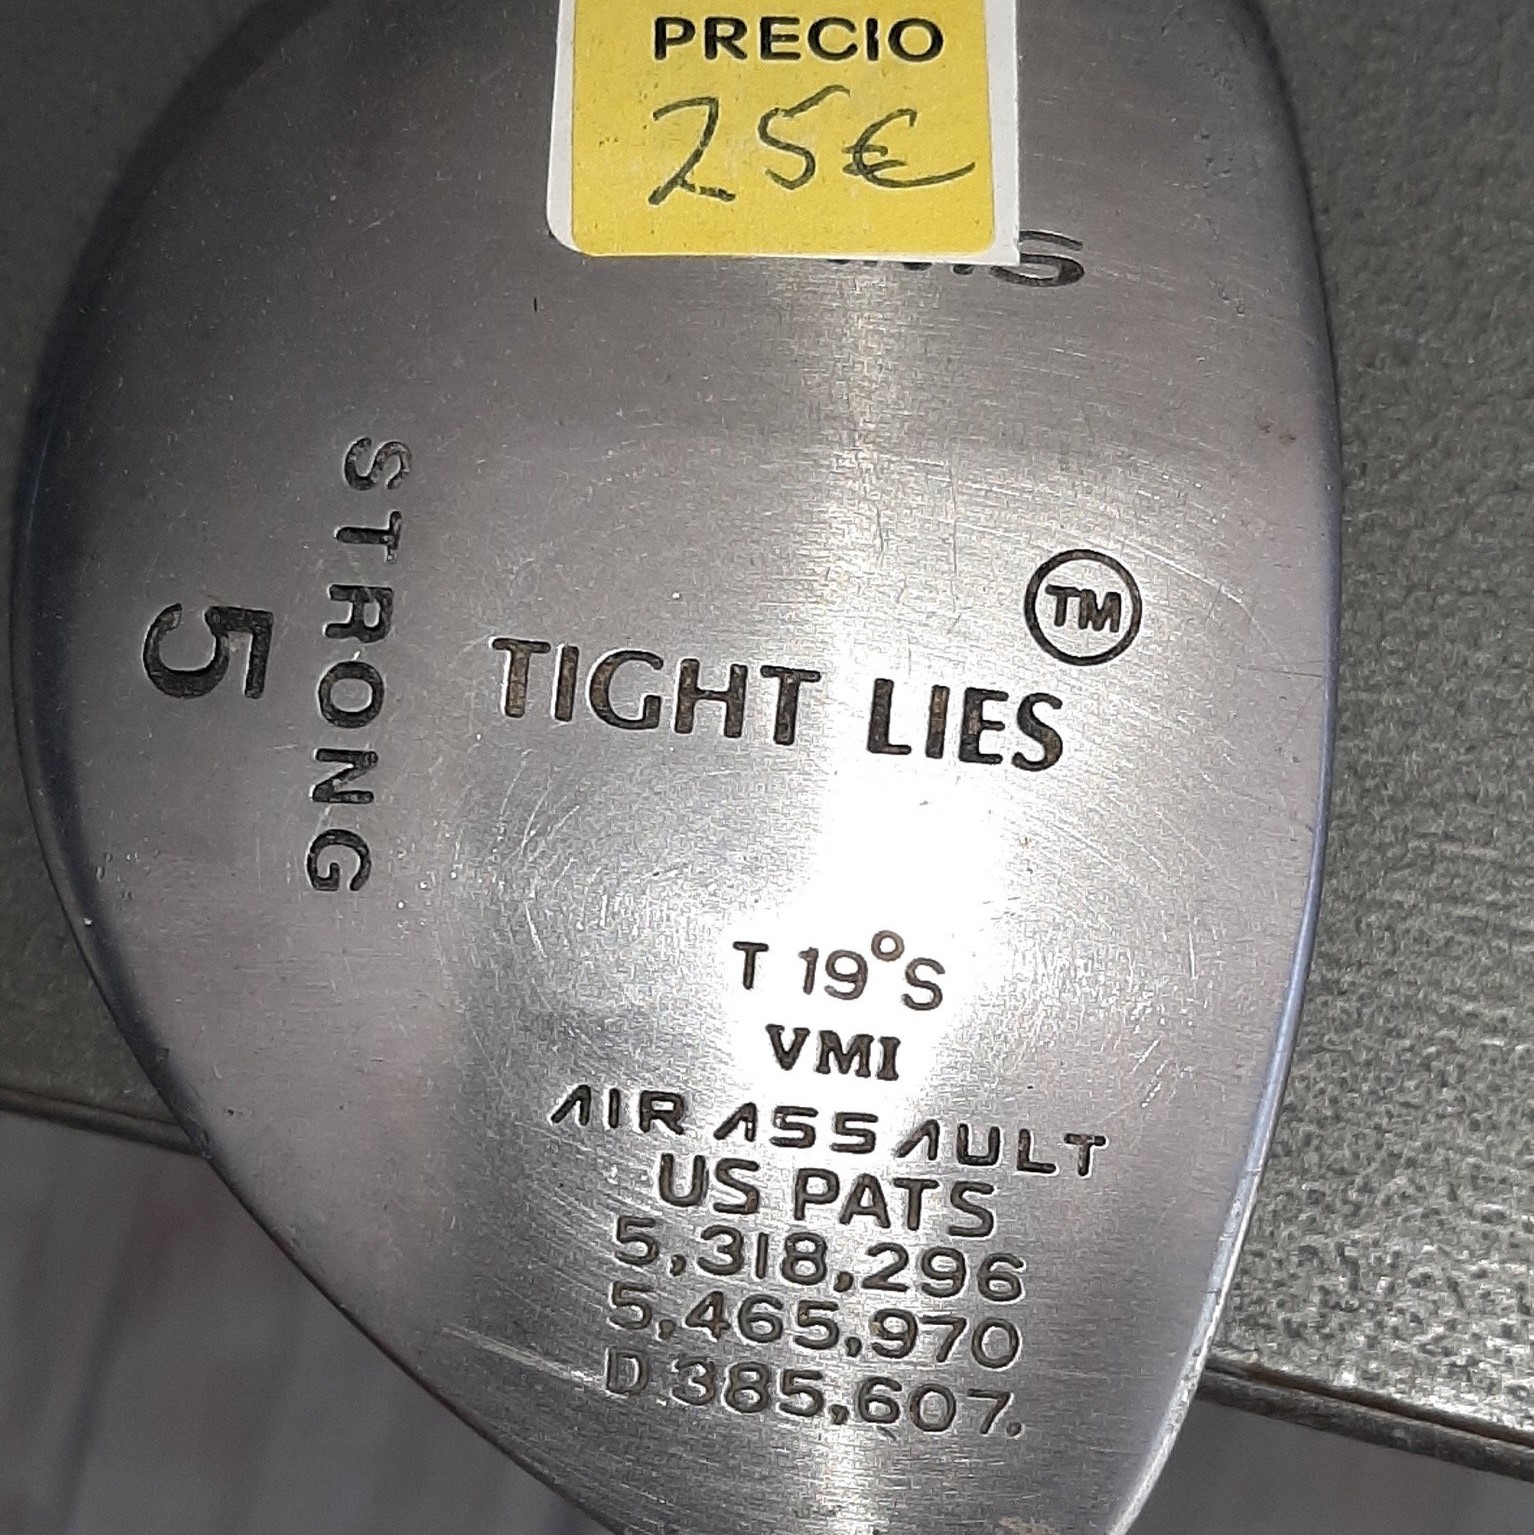 PRECIO
25€
STRONG
5
TM
TIGHT LIES
T 19°S
VMI
AIR ASSAULT
US PATS
5,318,296
5,465,970
D 385,607.